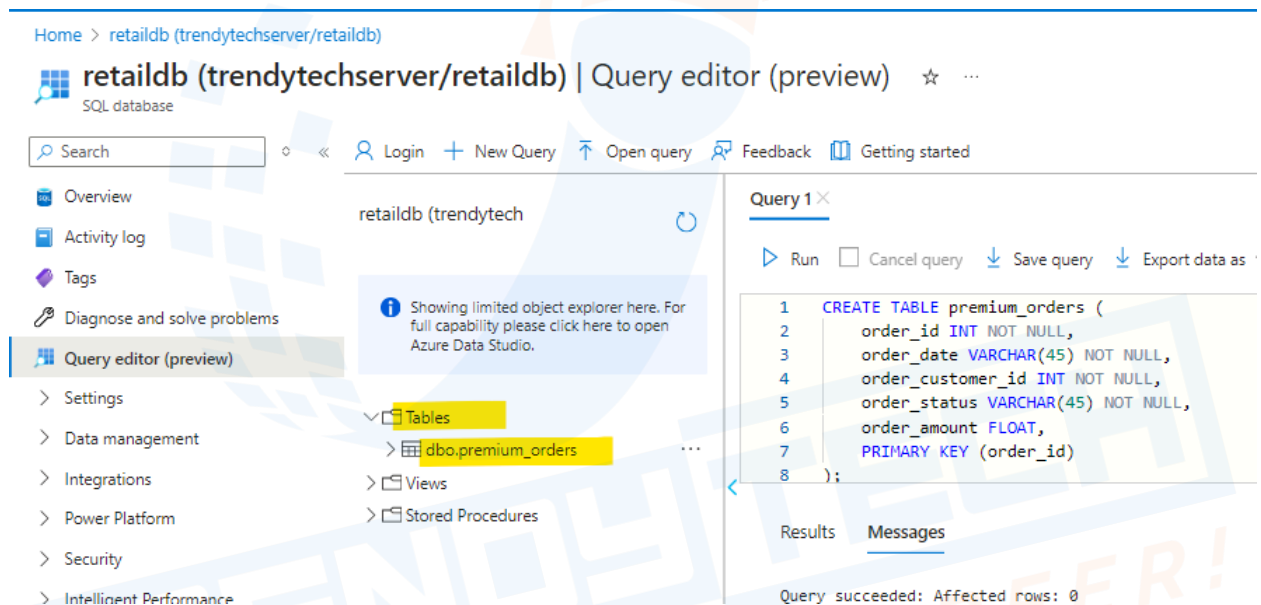 Home > retaildb (trendytechserver/retaildb)
retaildb (trendytechserver/retaildb) | Query editor (preview)
SQL database
Search
Login
New Query
Open query
Feedback
Getting started
Overview
Activity log
Tags
Diagnose and solve problems
Query editor (preview)
Settings
Data management
Integrations
Power Platform
Security
Intelligent Performance
retaildb (trendytech
Showing limited object explorer here. For
full capability please click here to open
Azure Data Studio.
Tables
dbo.premium_orders
Views
Stored Procedures
Query 1
Run
Cancel query
Save query
Export data as
1 CREATE TABLE premium_orders (
2 order_id INT NOT NULL,
3 order_date VARCHAR(45) NOT NULL,
4 order_customer_id INT NOT NULL,
5 order_status VARCHAR(45) NOT NULL,
6 order_amount FLOAT,
7 PRIMARY KEY (order_id)
8 );
Results
Messages
Query succeeded: Affected rows: 0